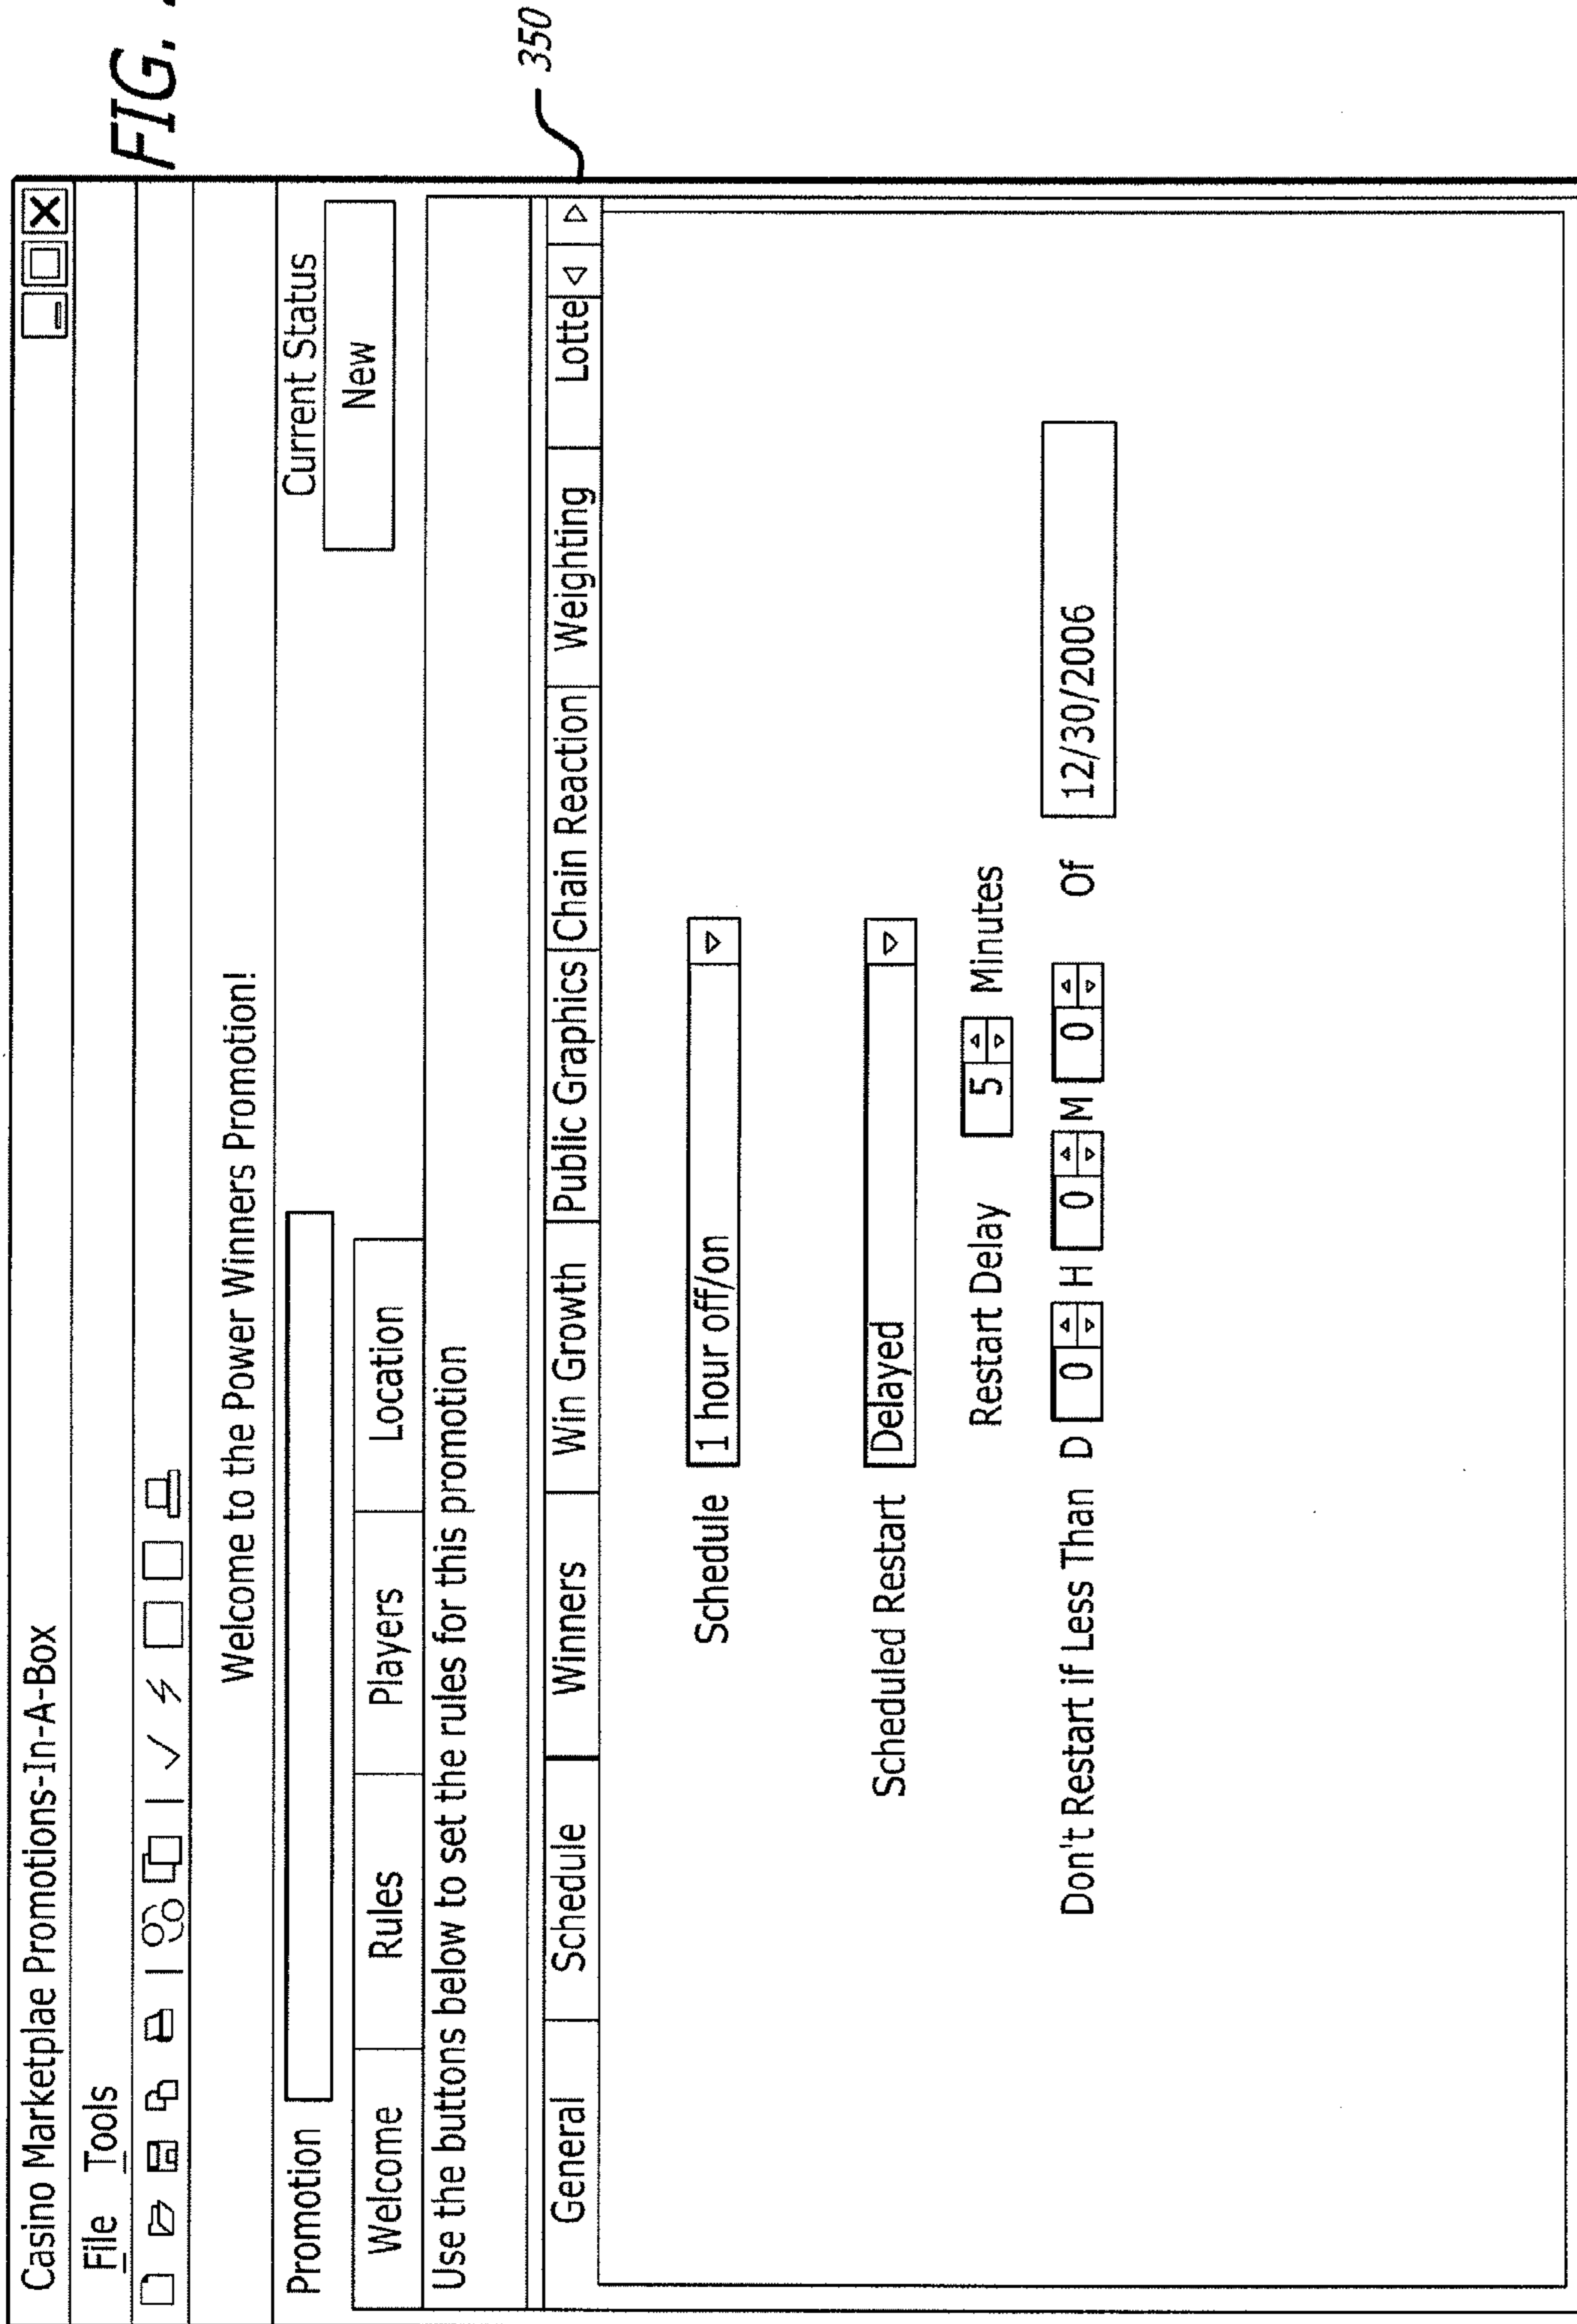 FIG.
350
Casino Marketplae Promotions-In-A-Box
File Tools
Welcome to the Power Winners Promotion!
Promotion
Current Status
New
Welcome Rules Players Location
Use the buttons below to set the rules for this promotion
General Schedule Winners Win Growth Public Graphics Chain Reaction Weighting Lotte
Schedule 1 hour off/on
Scheduled Restart Delayed
Restart Delay 5 Minutes
Don't Restart if Less Than D 0 H 0 M 0 Of 12/30/2006